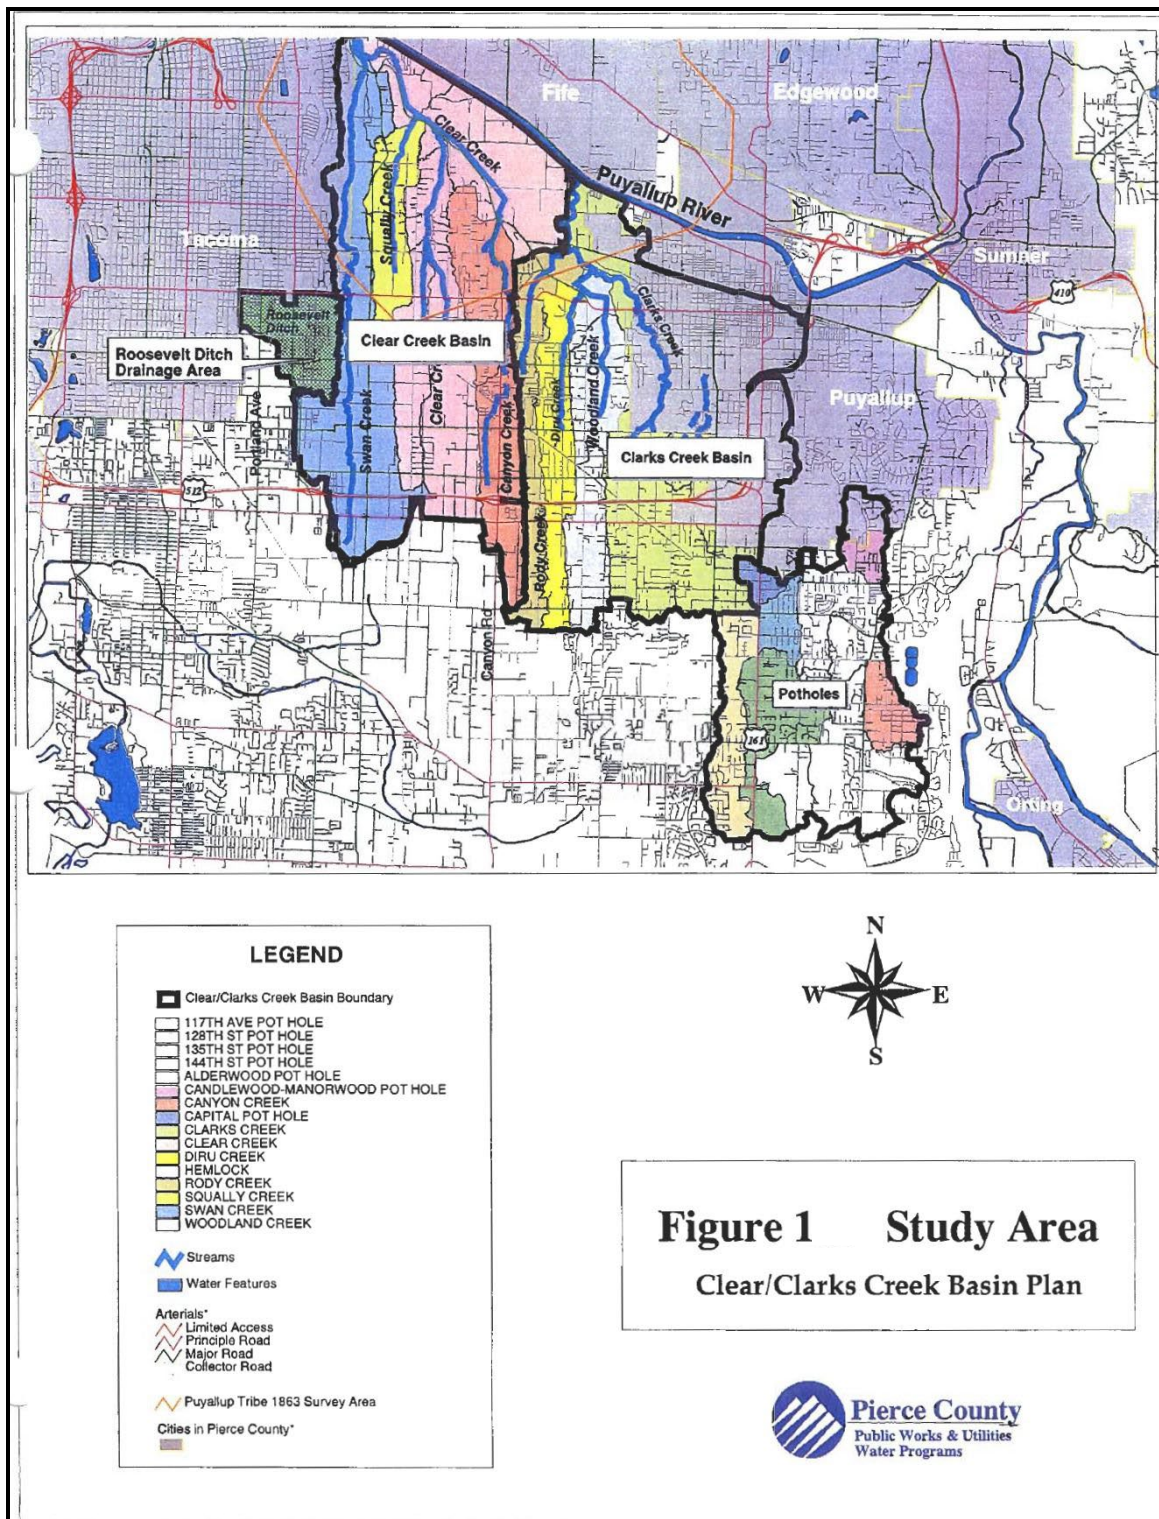 Fife
Edgewood
Clear Creek
Squally Creek
Puyallup River
Tacoma
Sumner
410
Roosevelt
Ditch
Clear Creek Basin
Clarks Creek
Roosevelt Ditch
Drainage Area
Portland Ave
Swan Creek
Clear Cr
Canyon Creek
Diru Creek
Woodland Creek
Puyallup
Clarks Creek Basin
512
Rody Creek
Canyon Rd
Potholes
161
Orting
LEGEND
Clear/Clarks Creek Basin Boundary
117TH AVE POT HOLE
128TH ST POT HOLE
135TH ST POT HOLE
144TH ST POT HOLE
ALDERWOOD POT HOLE
CANDLEWOOD-MANORWOOD POT HOLE
CANYON CREEK
CAPITAL POT HOLE
CLARKS CREEK
CLEAR CREEK
DIRU CREEK
HEMLOCK
RODY CREEK
SQUALLY CREEK
SWAN CREEK
WOODLAND CREEK
Streams
Water Features
Arterials*
Limited Access
Principle Road
Major Road
Collector Road
Puyallup Tribe 1863 Survey Area
Cities in Pierce County*
N
W E
S
Figure 1 Study Area
Clear/Clarks Creek Basin Plan
Pierce County
Public Works & Utilities
Water Programs